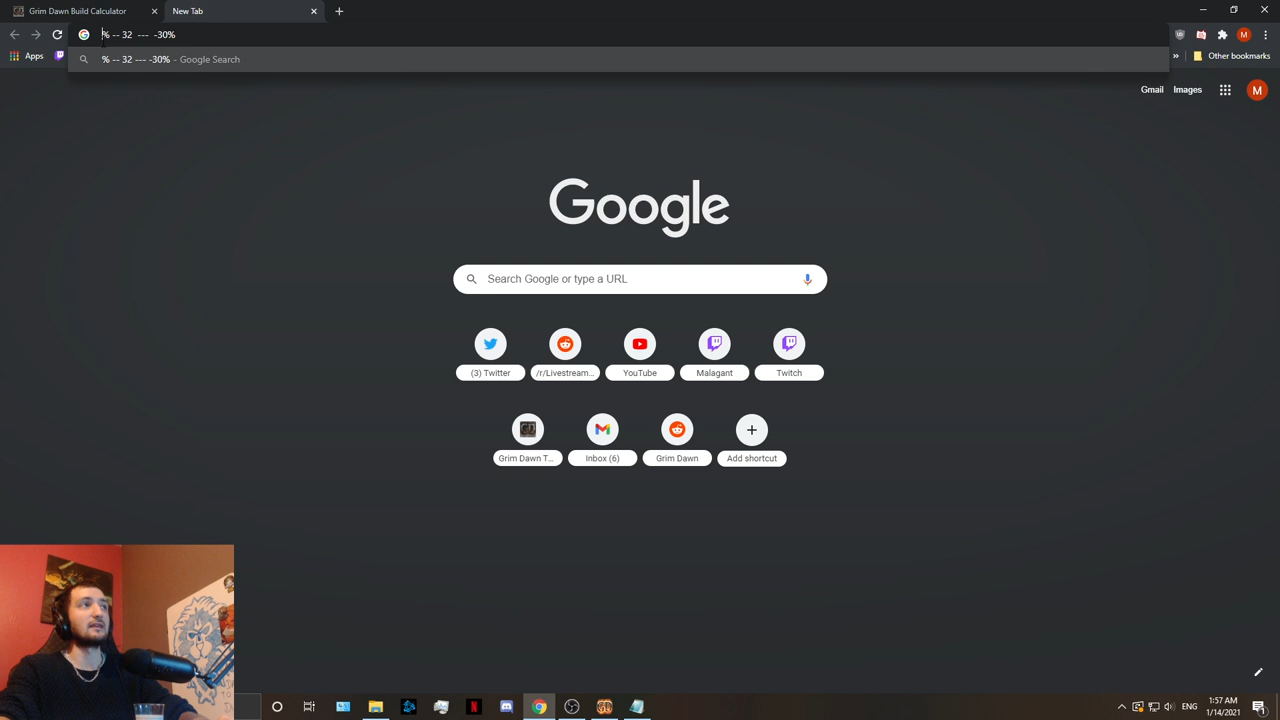 Grim Dawn Build Calculator
New Tab
% -- 32 --- -30%
Apps
Other bookmarks
% -- 32 --- -30% - Google Search
Gmail
Images
M
M
Google
Search Google or type a URL
(3) Twitter
/r/Livestream...
YouTube
Malagant
Twitch
Grim Dawn T...
Inbox (6)
Grim Dawn
Add shortcut
ENG
1:57 AM
1/14/2021